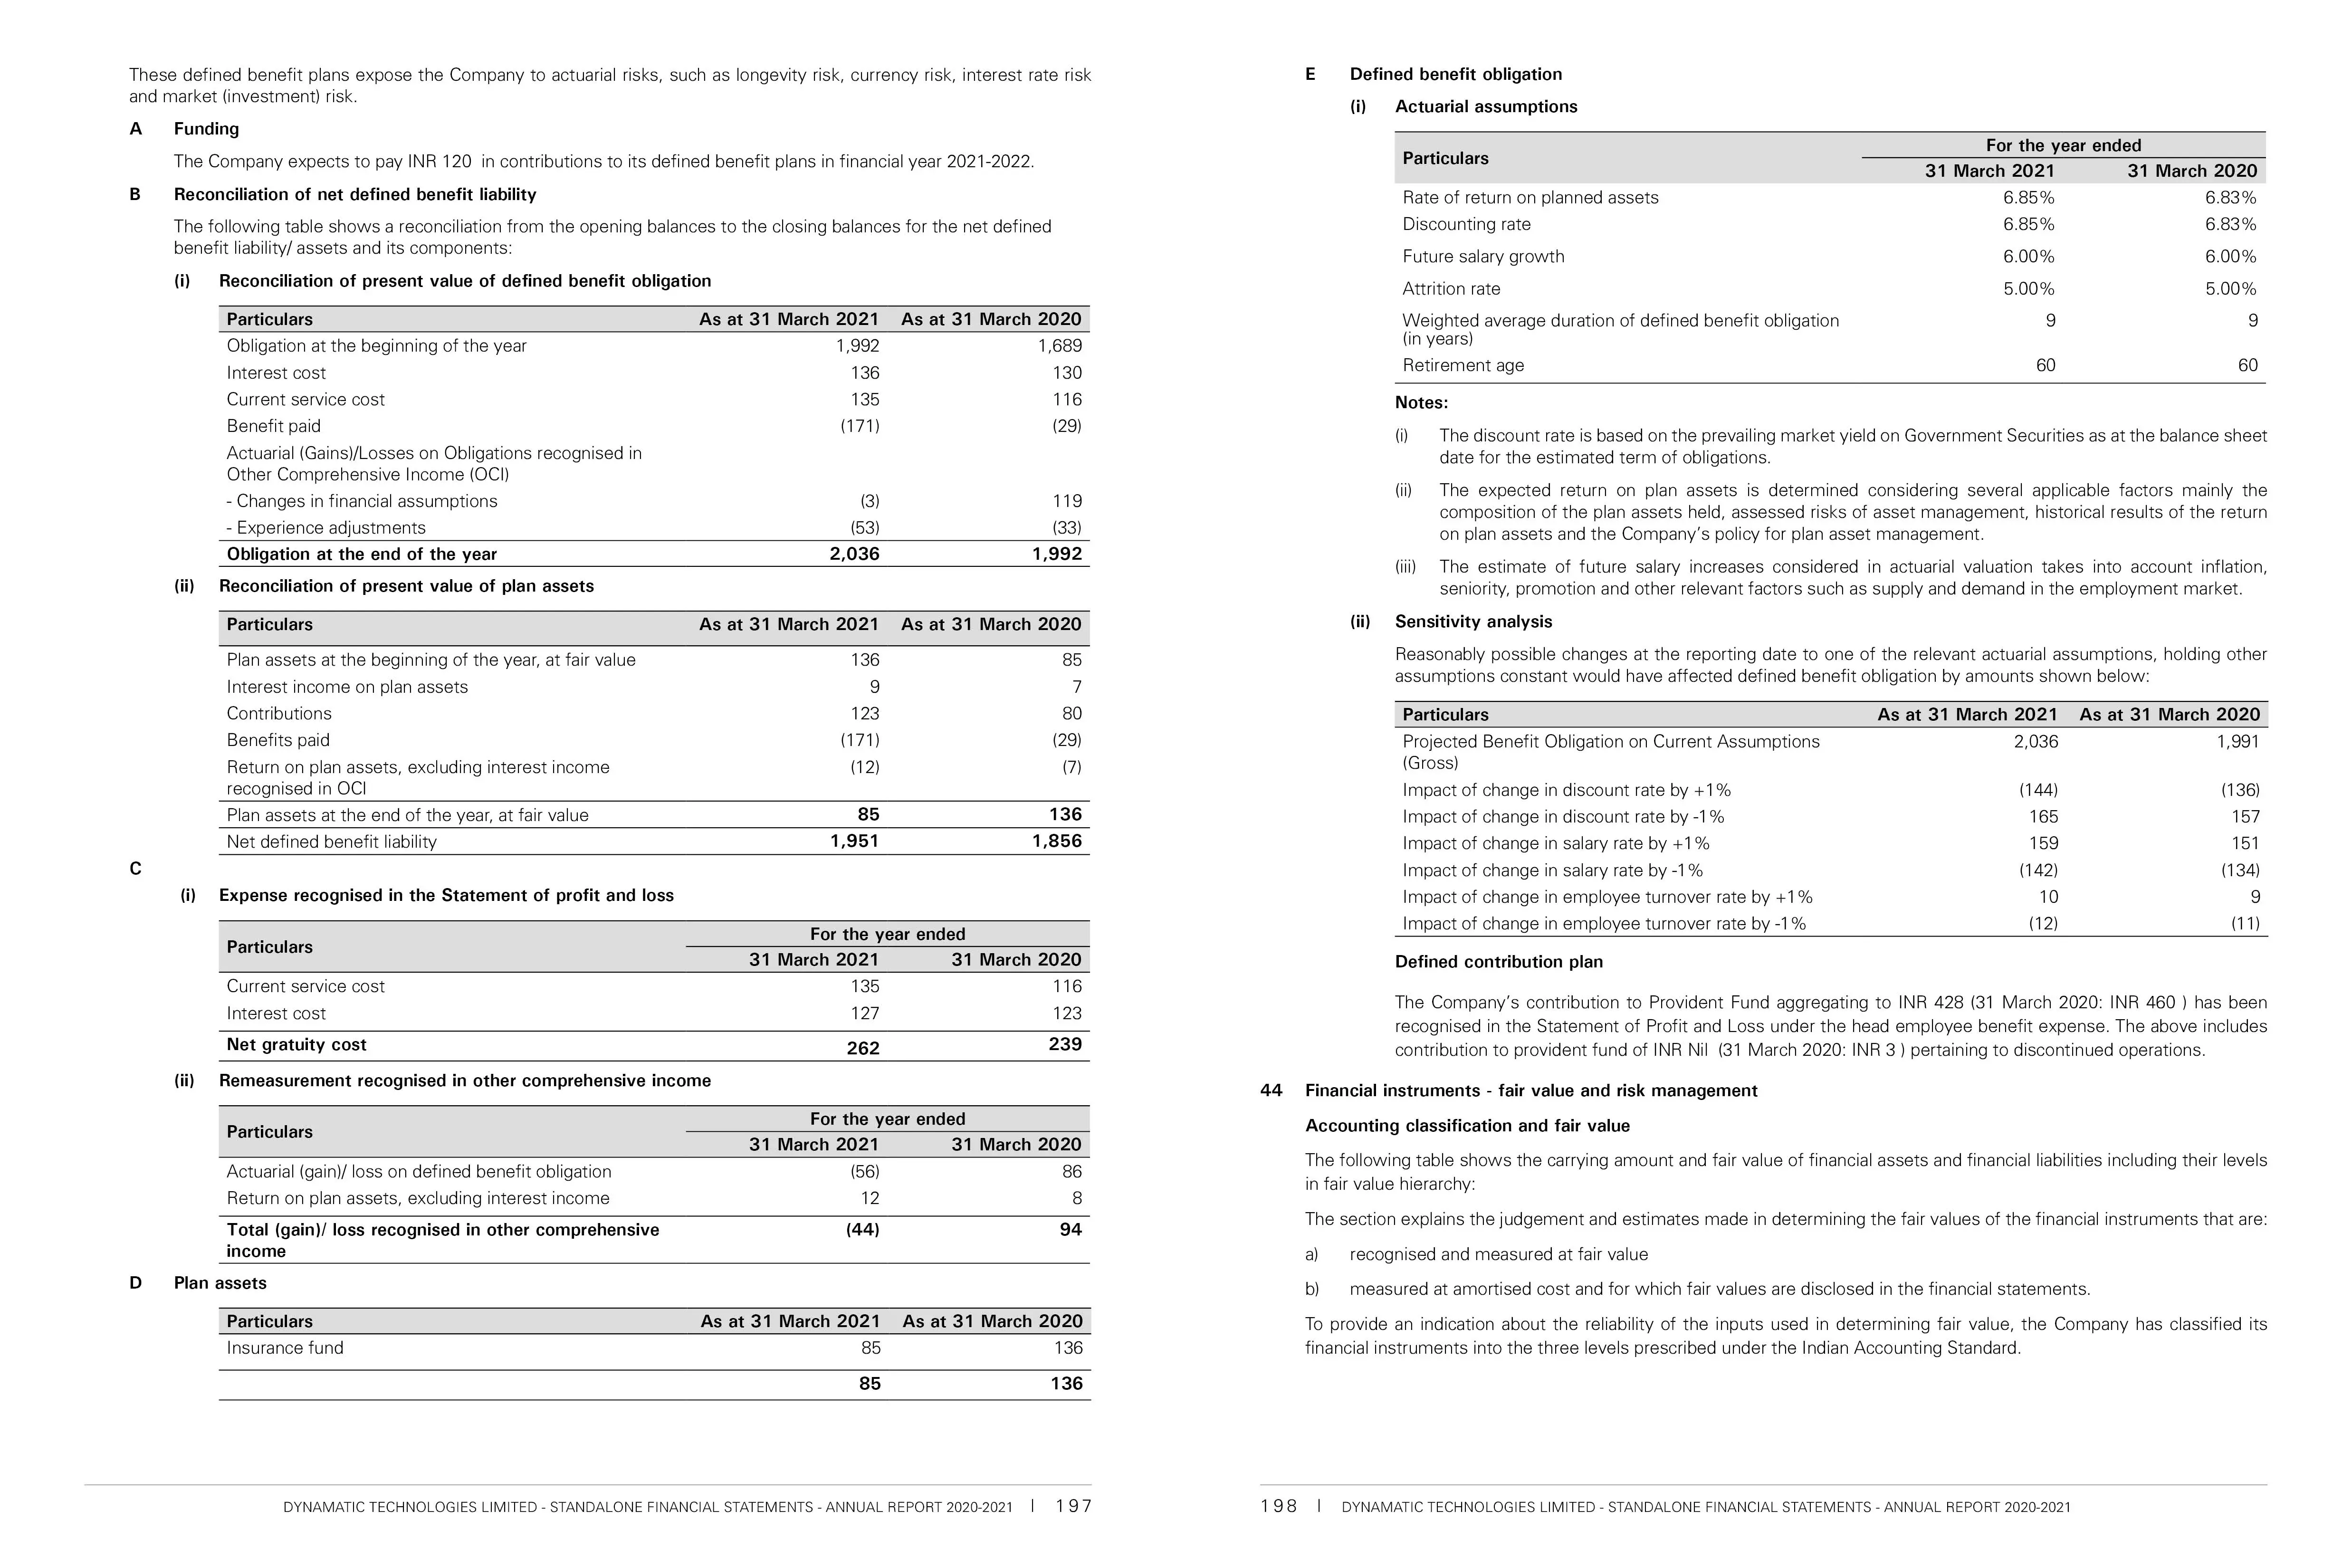 These defined benefit plans expose the Company to actuarial risks, such as longevity risk, currency risk, interest rate risk
and market (investment) risk.
A Funding
The Company expects to pay INR 120 in contributions to its defined benefit plans in financial year 2021-2022.
B Reconciliation of net defined benefit liability
The following table shows a reconciliation from the opening balances to the closing balances for the net defined
benefit liability/ assets and its components:
(i) Reconciliation of present value of defined benefit obligation
Particulars As at 31 March 2021 As at 31 March 2020
Obligation at the beginning of the year 1,992 1,689
Interest cost 136 130
Current service cost 135 116
Benefit paid (171) (29)
Actuarial (Gains)/Losses on Obligations recognised in
Other Comprehensive Income (OCI)
- Changes in financial assumptions (3) 119
- Experience adjustments (53) (33)
Obligation at the end of the year 2,036 1,992
(ii) Reconciliation of present value of plan assets
Particulars As at 31 March 2021 As at 31 March 2020
Plan assets at the beginning of the year, at fair value 136 85
Interest income on plan assets 9 7
Contributions 123 80
Benefits paid (171) (29)
Return on plan assets, excluding interest income (12) (7)
recognised in OCI
Plan assets at the end of the year, at fair value 85 136
Net defined benefit liability 1,951 1,856
C
(i) Expense recognised in the Statement of profit and loss
Particulars For the year ended
31 March 2021 31 March 2020
Current service cost 135 116
Interest cost 127 123
Net gratuity cost 262 239
(ii) Remeasurement recognised in other comprehensive income
Particulars For the year ended
31 March 2021 31 March 2020
Actuarial (gain)/ loss on defined benefit obligation (56) 86
Return on plan assets, excluding interest income 12 8
Total (gain)/ loss recognised in other comprehensive (44) 94
income
D Plan assets
Particulars As at 31 March 2021 As at 31 March 2020
Insurance fund 85 136
85 136
DYNAMATIC TECHNOLOGIES LIMITED - STANDALONE FINANCIAL STATEMENTS - ANNUAL REPORT 2020-2021 | 197
E Defined benefit obligation
(i) Actuarial assumptions
Particulars For the year ended
31 March 2021 31 March 2020
Rate of return on planned assets 6.85% 6.83%
Discounting rate 6.85% 6.83%
Future salary growth 6.00% 6.00%
Attrition rate 5.00% 5.00%
Weighted average duration of defined benefit obligation 9 9
(in years)
Retirement age 60 60
Notes:
(i) The discount rate is based on the prevailing market yield on Government Securities as at the balance sheet
date for the estimated term of obligations.
(ii) The expected return on plan assets is determined considering several applicable factors mainly the
composition of the plan assets held, assessed risks of asset management, historical results of the return
on plan assets and the Company's policy for plan asset management.
(iii) The estimate of future salary increases considered in actuarial valuation takes into account inflation,
seniority, promotion and other relevant factors such as supply and demand in the employment market.
(ii) Sensitivity analysis
Reasonably possible changes at the reporting date to one of the relevant actuarial assumptions, holding other
assumptions constant would have affected defined benefit obligation by amounts shown below:
Particulars As at 31 March 2021 As at 31 March 2020
Projected Benefit Obligation on Current Assumptions 2,036 1,991
(Gross)
Impact of change in discount rate by +1% (144) (136)
Impact of change in discount rate by -1% 165 157
Impact of change in salary rate by +1% 159 151
Impact of change in salary rate by -1% (142) (134)
Impact of change in employee turnover rate by +1% 10 9
Impact of change in employee turnover rate by -1% (12) (11)
Defined contribution plan
The Company's contribution to Provident Fund aggregating to INR 428 (31 March 2020: INR 460 ) has been
recognised in the Statement of Profit and Loss under the head employee benefit expense. The above includes
contribution to provident fund of INR Nil (31 March 2020: INR 3 ) pertaining to discontinued operations.
44 Financial instruments - fair value and risk management
Accounting classification and fair value
The following table shows the carrying amount and fair value of financial assets and financial liabilities including their levels
in fair value hierarchy:
The section explains the judgement and estimates made in determining the fair values of the financial instruments that are:
a) recognised and measured at fair value
b) measured at amortised cost and for which fair values are disclosed in the financial statements.
To provide an indication about the reliability of the inputs used in determining fair value, the Company has classified its
financial instruments into the three levels prescribed under the Indian Accounting Standard.
198 | DYNAMATIC TECHNOLOGIES LIMITED - STANDALONE FINANCIAL STATEMENTS - ANNUAL REPORT 2020-2021